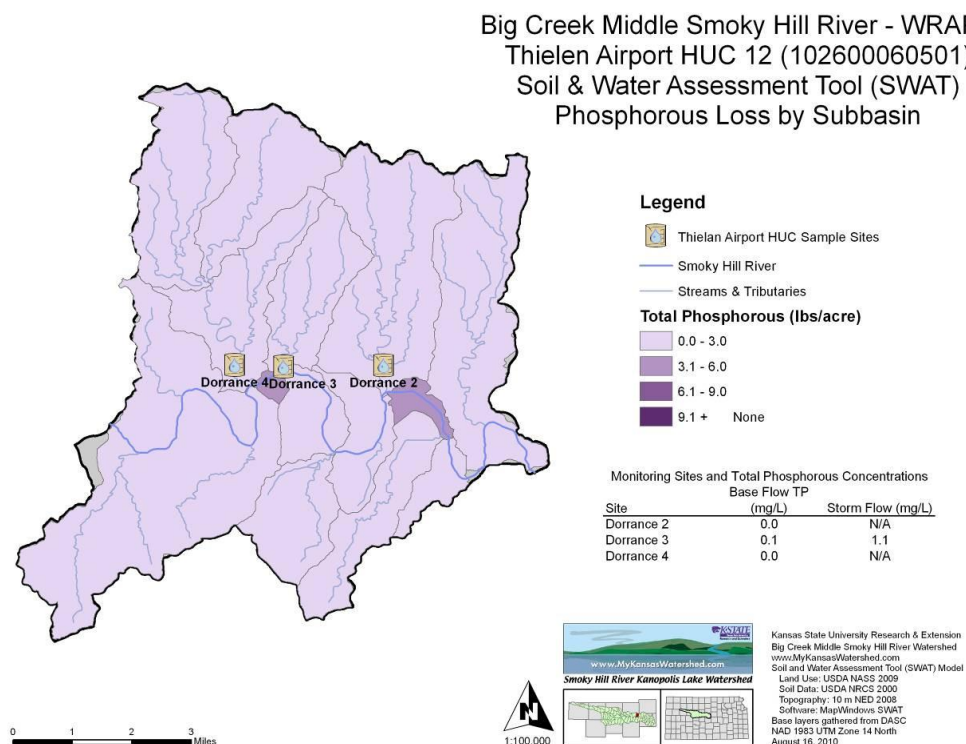 Big Creek Middle Smoky Hill River - WRA
Thielen Airport HUC 12 (102600060501)
Soil & Water Assessment Tool (SWAT)
Phosphorous Loss by Subbasin
Legend
Thielan Airport HUC Sample Sites
Smoky Hill River
Streams & Tributaries
Total Phosphorous (lbs/acre)
0.0 - 3.0
3.1 - 6.0
6.1 - 9.0
9.1 + None
Dorrance 4 Dorrance 3 Dorrance 2
Monitoring Sites and Total Phosphorous Concentrations
Base Flow TP
Site (mg/L) Storm Flow (mg/L)
Dorrance 2 0.0 N/A
Dorrance 3 0.1 1.1
Dorrance 4 0.0 N/A
K-STATE
www.MyKansasWatershed.com
Smoky Hill River Kanopolis Lake Watershed
Kansas State University Research & Extension
Big Creek Middle Smoky Hill River Watershed
www.MyKansasWatershed.com
Soil and Water Assessment Tool (SWAT) Model
Land Use: USDA NASS 2009
Soil Data: USDA NRCS 2000
Topography: 10 m NED 2008
Software: MapWindows SWAT
Base layers gathered from DASC
NAD 1983 UTM Zone 14 North
August 16, 2010
N
1:100,000
0 1 2 3
Miles